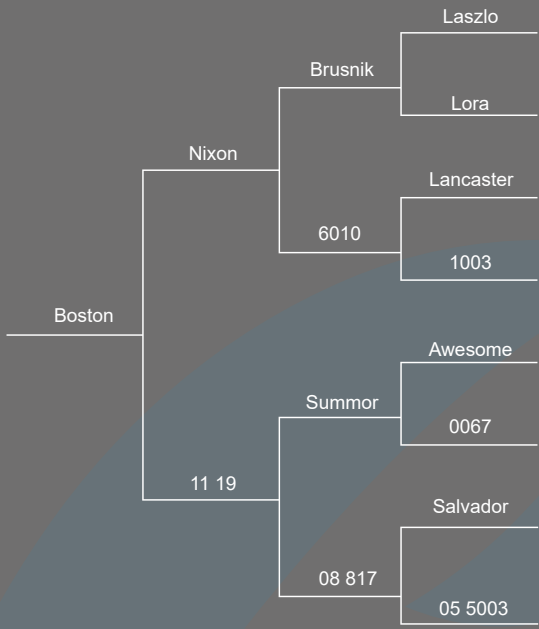 Laszlo
Brusnik
Lora
Nixon
Lancaster
6010
1003
Boston
Awesome
Summor
0067
11 19
Salvador
08 817
05 5003